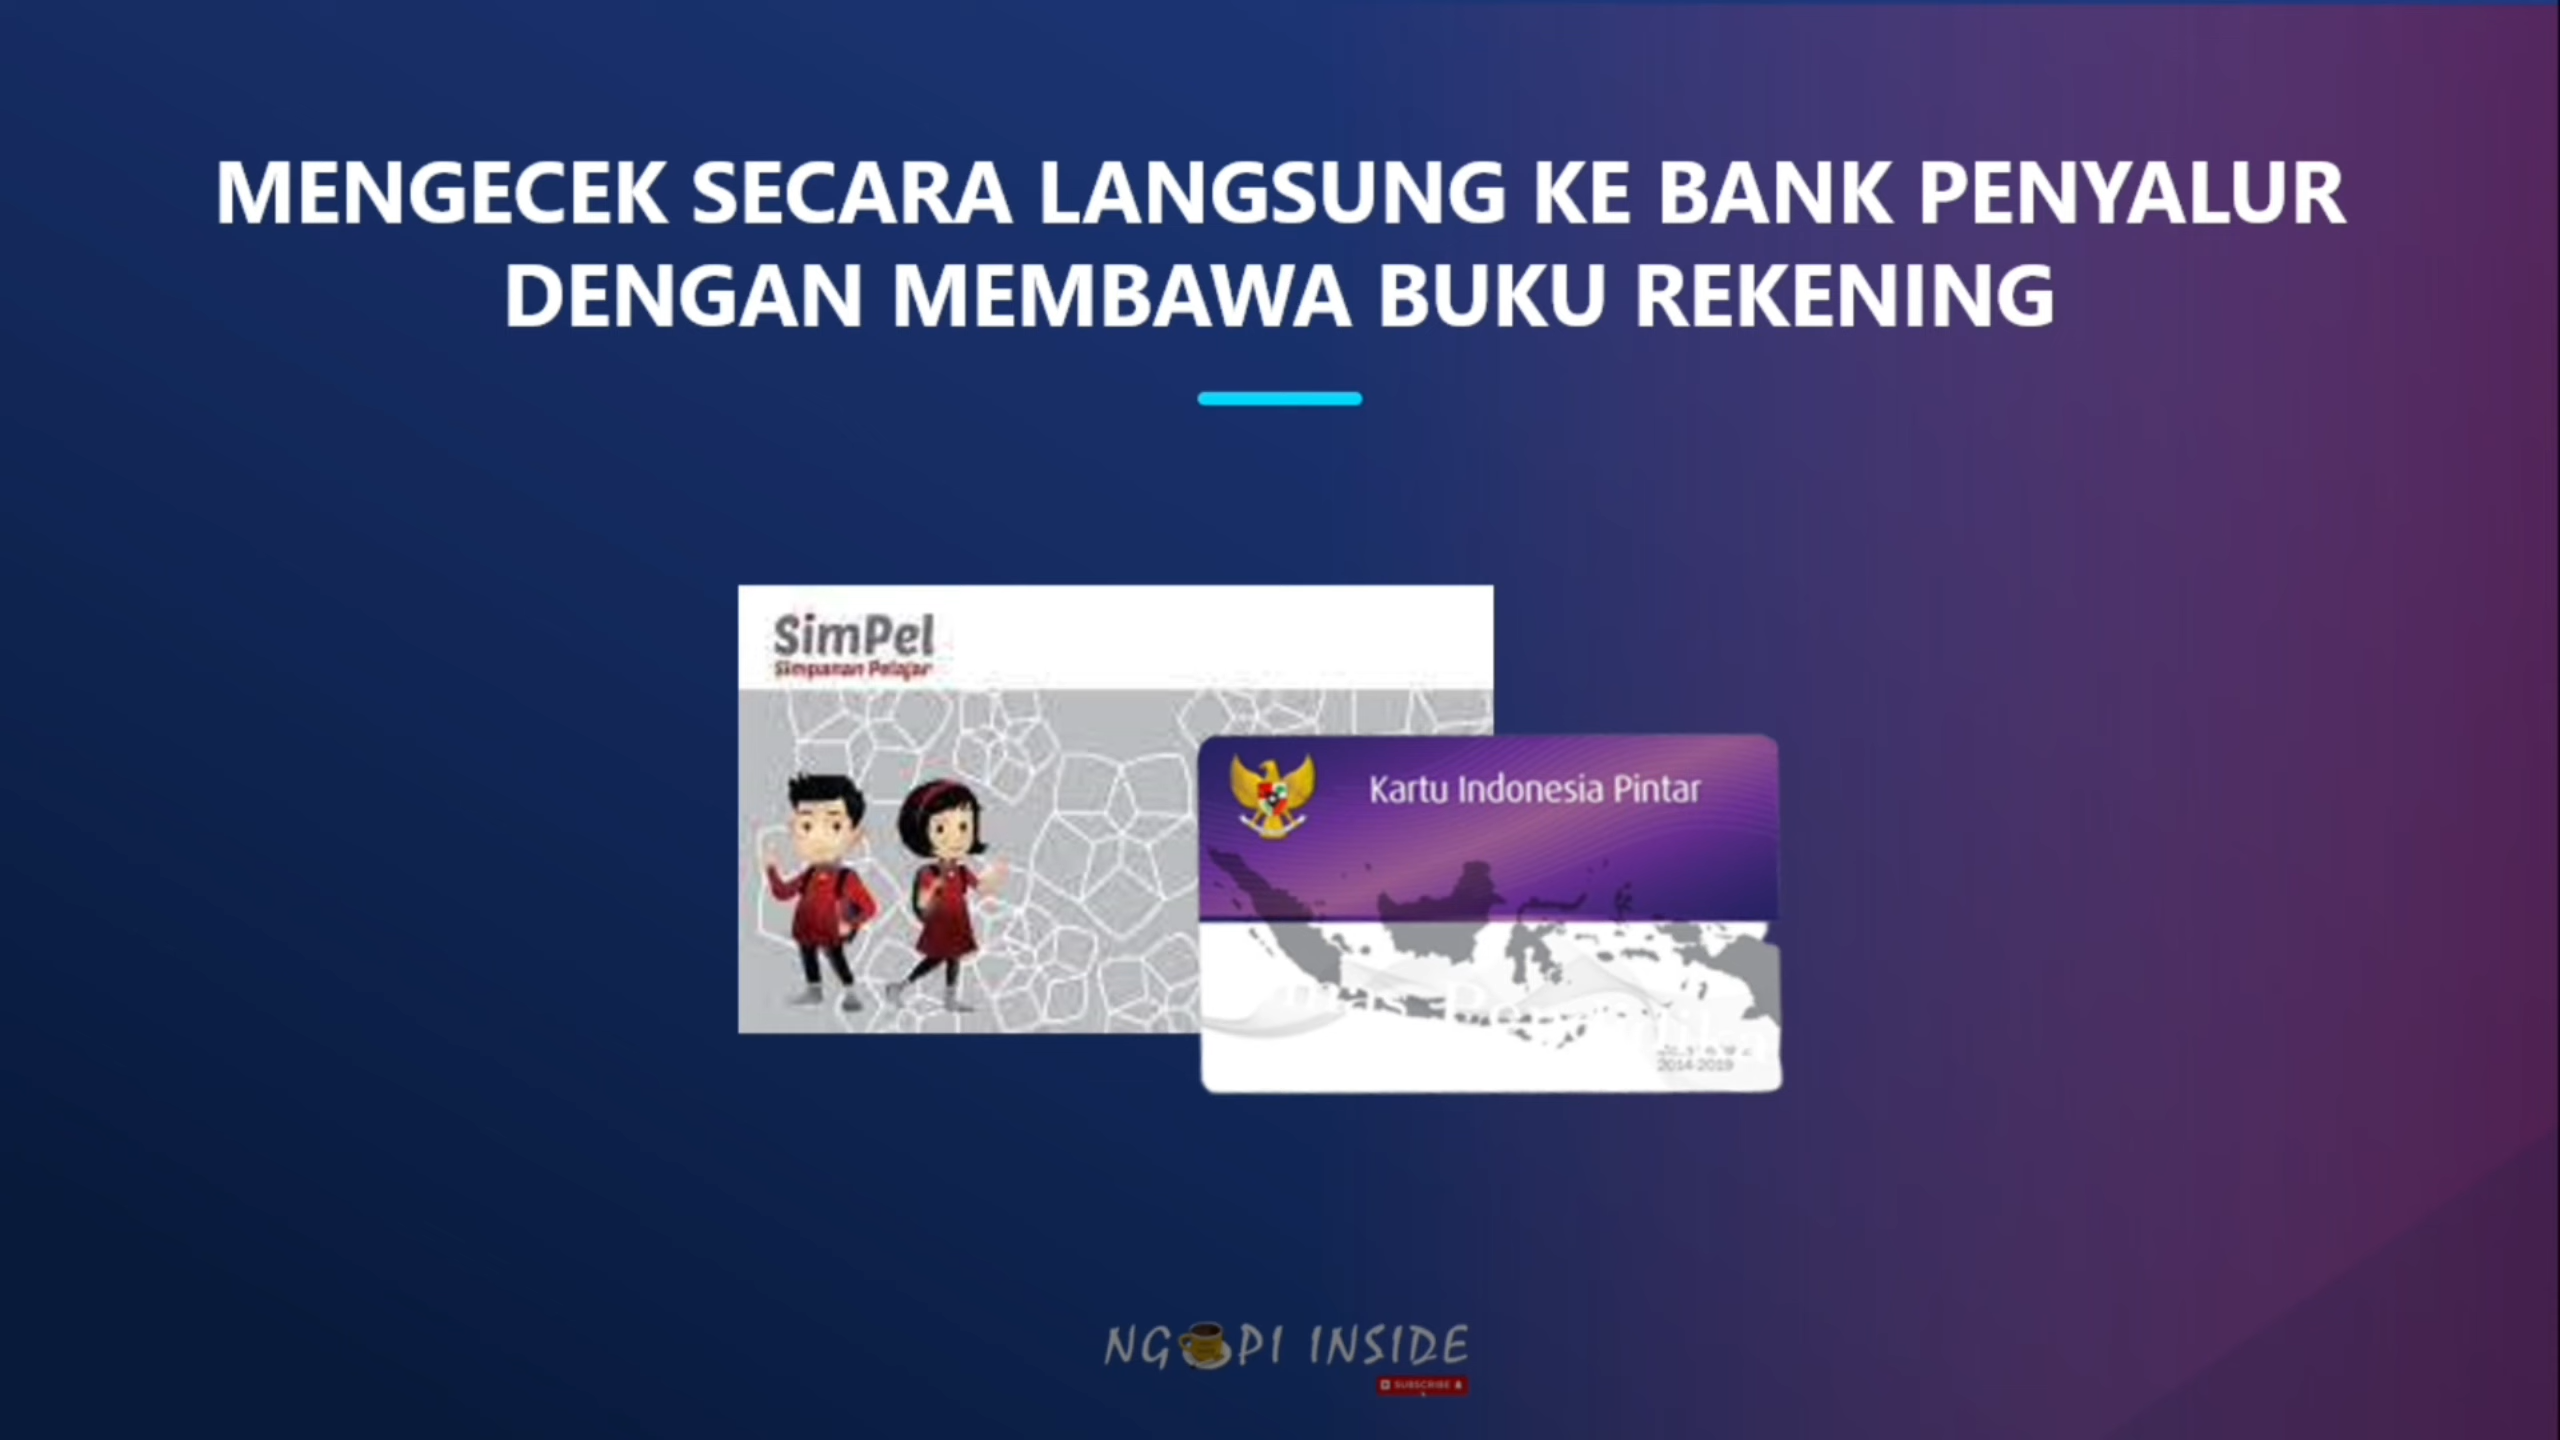 MENGECEK SECARA LANGSUNG KE BANK PENYALUR
DENGAN MEMBAWA BUKU REKENING
SimPel
Simpanan Pelajar
Kartu Indonesia Pintar
2014-2019
NGOPI INSIDE
SUBSCRIBE